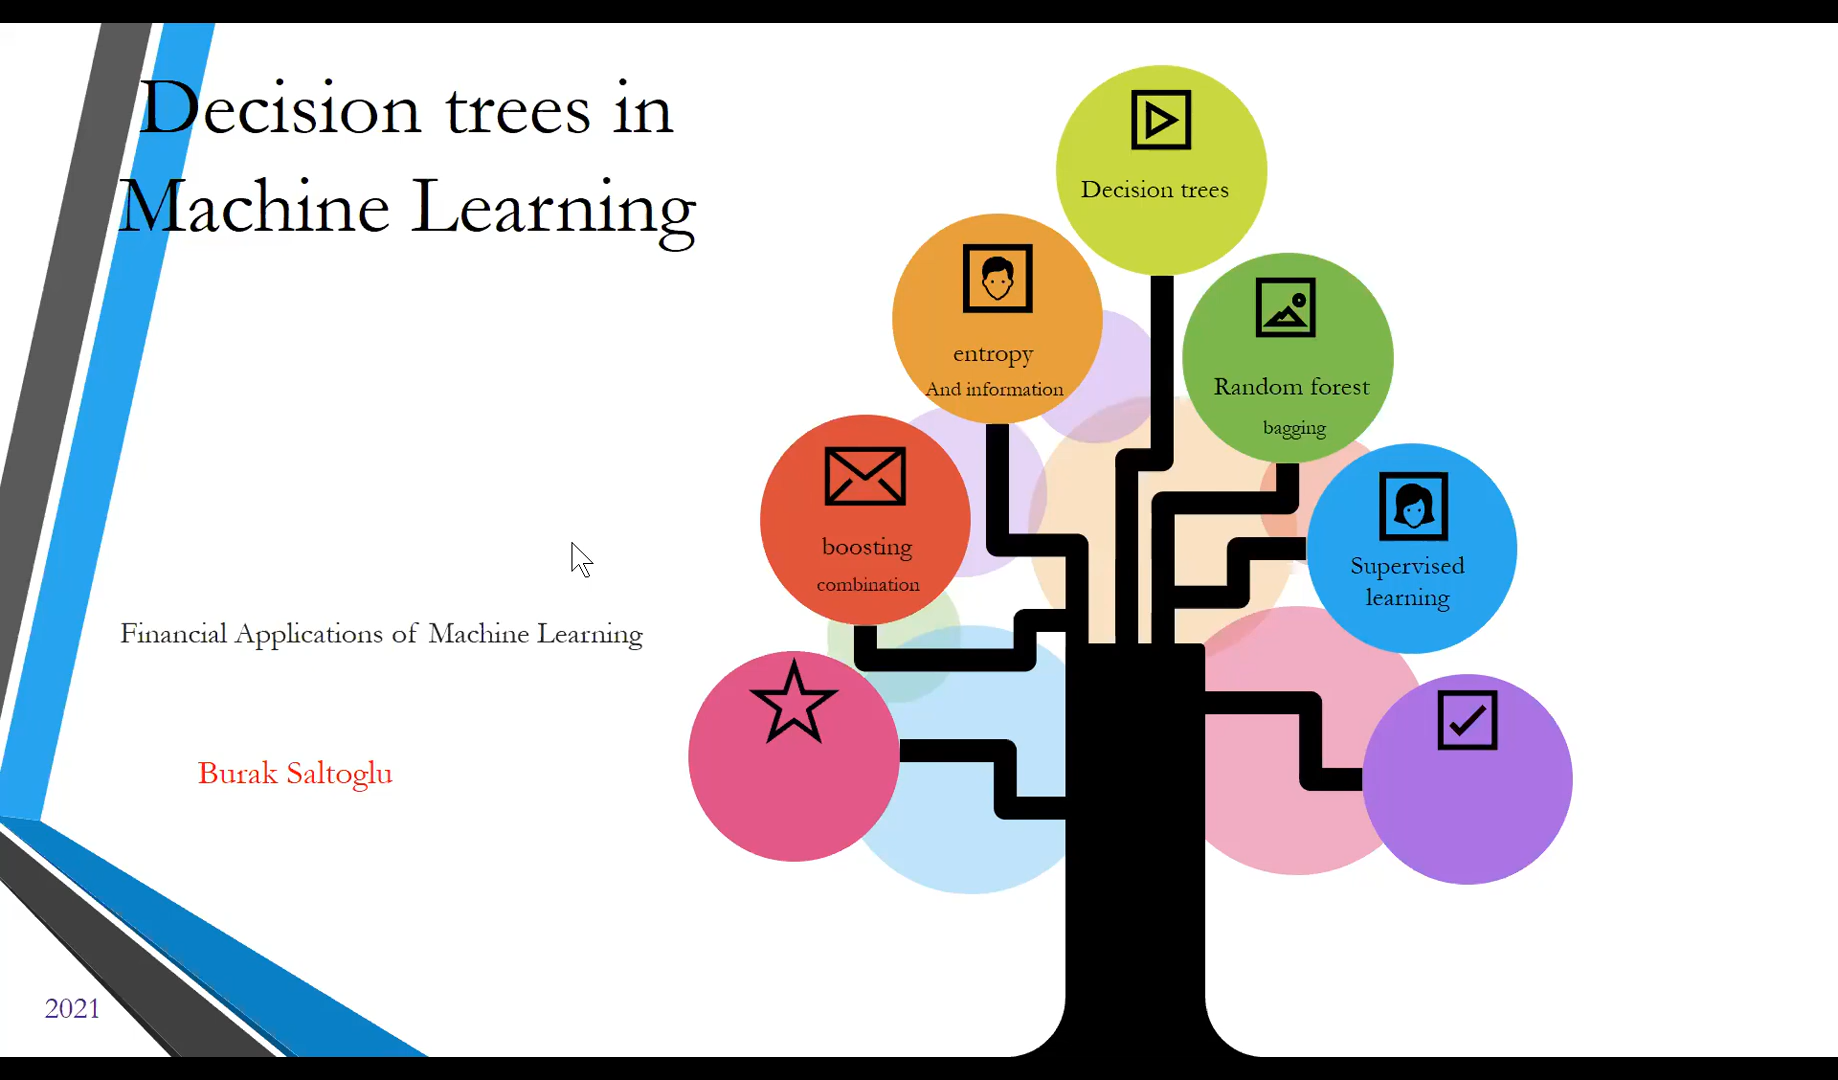 Decision trees in
Machine Learning
Financial Applications of Machine Learning
Burak Saltoglu
2021
Decision trees
entropy
And information
Random forest
bagging
boosting
combination
Supervised
learning